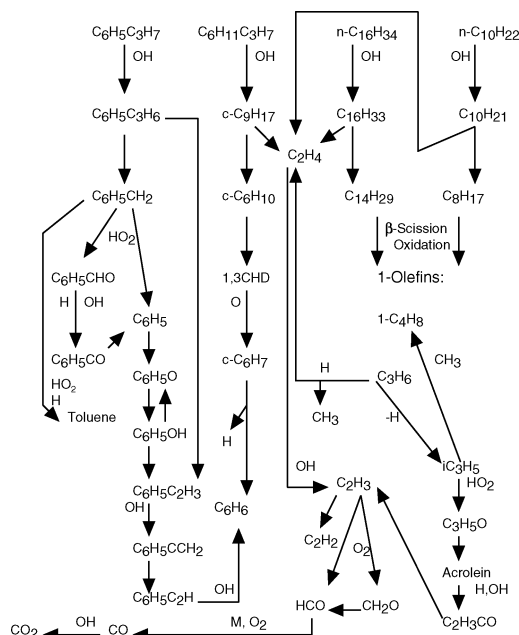 C6H5C3H7 C6H11C3H7 n-C16H34 n-C10H22
OH OH OH OH
C6H5C3H6 c-C9H17 C16H33 C10H21
C2H4
C6H5CH2 c-C6H10 C14H29 C8H17
HO2 β-Scission
Oxidation
C6H5CHO 1,3CHD 1-Olefins:
H OH O
C6H5 1-C4H8
C6H5CO c-C6H7 H C3H6 CH3
HO2 C6H5O
H
Toluene CH3 -H
C6H5OH H
OH iC3H5
C6H5C2H3 C6H6 C2H3 HO2
OH C3H5O
C6H5CCH2 C2H2 O2
Acrolein
C6H5C2H OH H,OH
HCO CH2O C2H3CO
CO2 OH CO M, O2